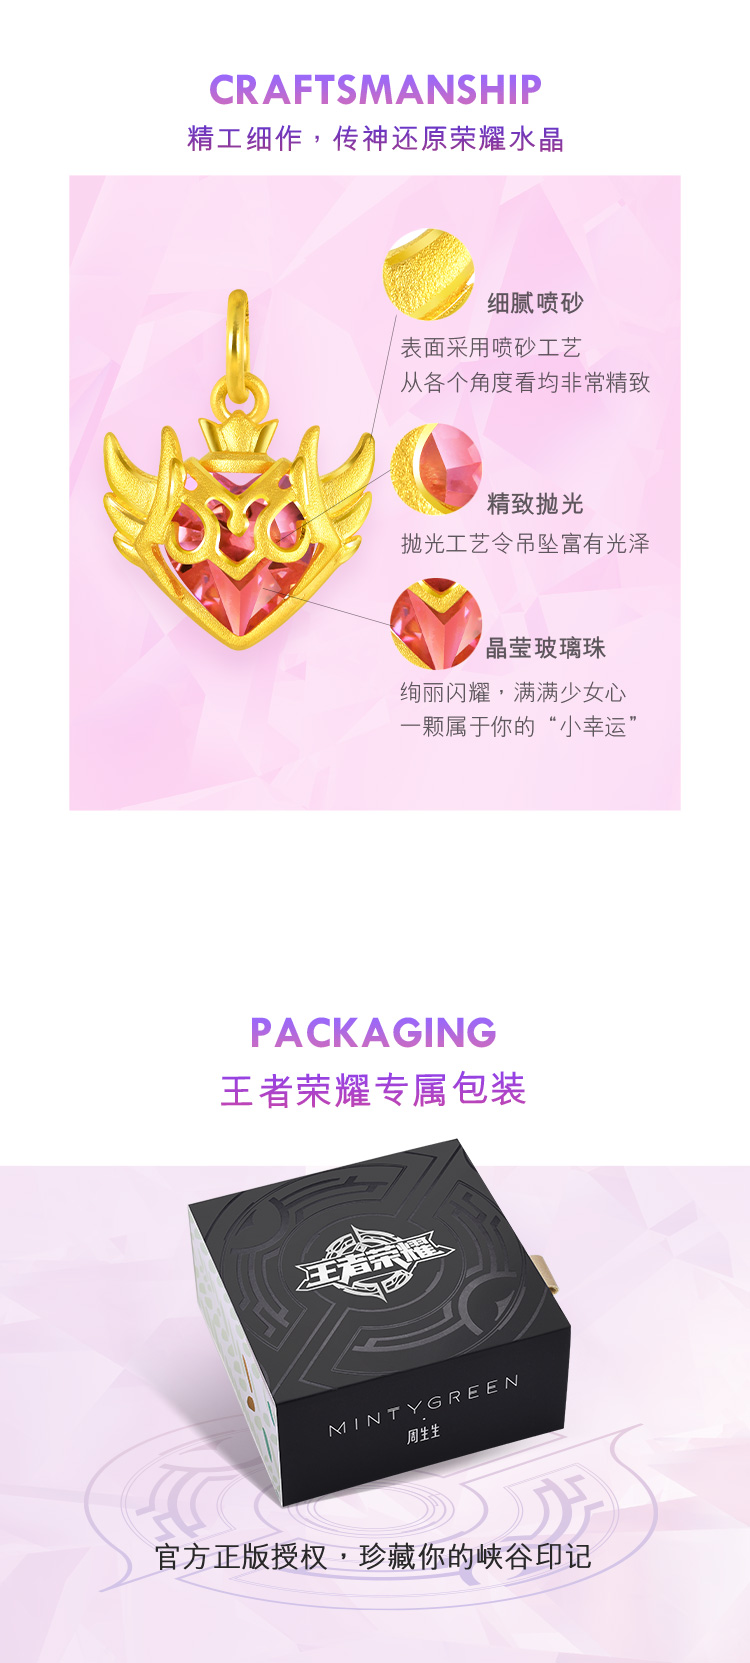 CRAFTSMANSHIP
精工细作，传神还原荣耀水晶
细腻喷砂
表面采用喷砂工艺
从各个角度看均非常精致
精致抛光
抛光工艺令吊坠富有光泽
晶莹玻璃珠
绚丽闪耀，满满少女心
一颗属于你的“小幸运”
PACKAGING
王者荣耀专属包装
王者荣耀
MINTYGREEN
周生生
官方正版授权，珍藏你的峡谷印记